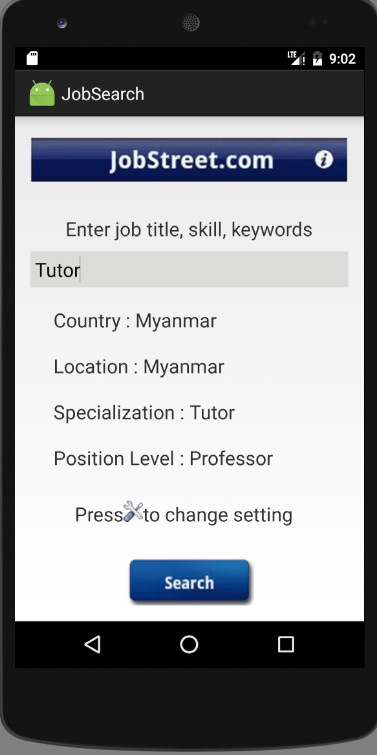 LTE 9:02
JobSearch
JobStreet.com i
Enter job title, skill, keywords
Tutor
Country : Myanmar
Location : Myanmar
Specialization : Tutor
Position Level : Professor
Press to change setting
Search